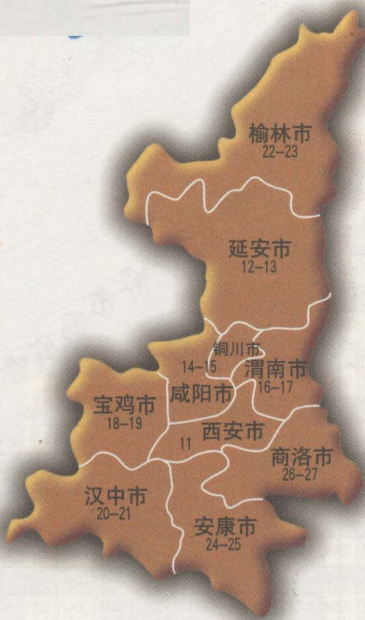 榆林市
22-23
延安市
12-13
铜川市
14-15
渭南市
16-17
咸阳市
宝鸡市
18-19
西安市
11
商洛市
26-27
汉中市
20-21
安康市
24-25